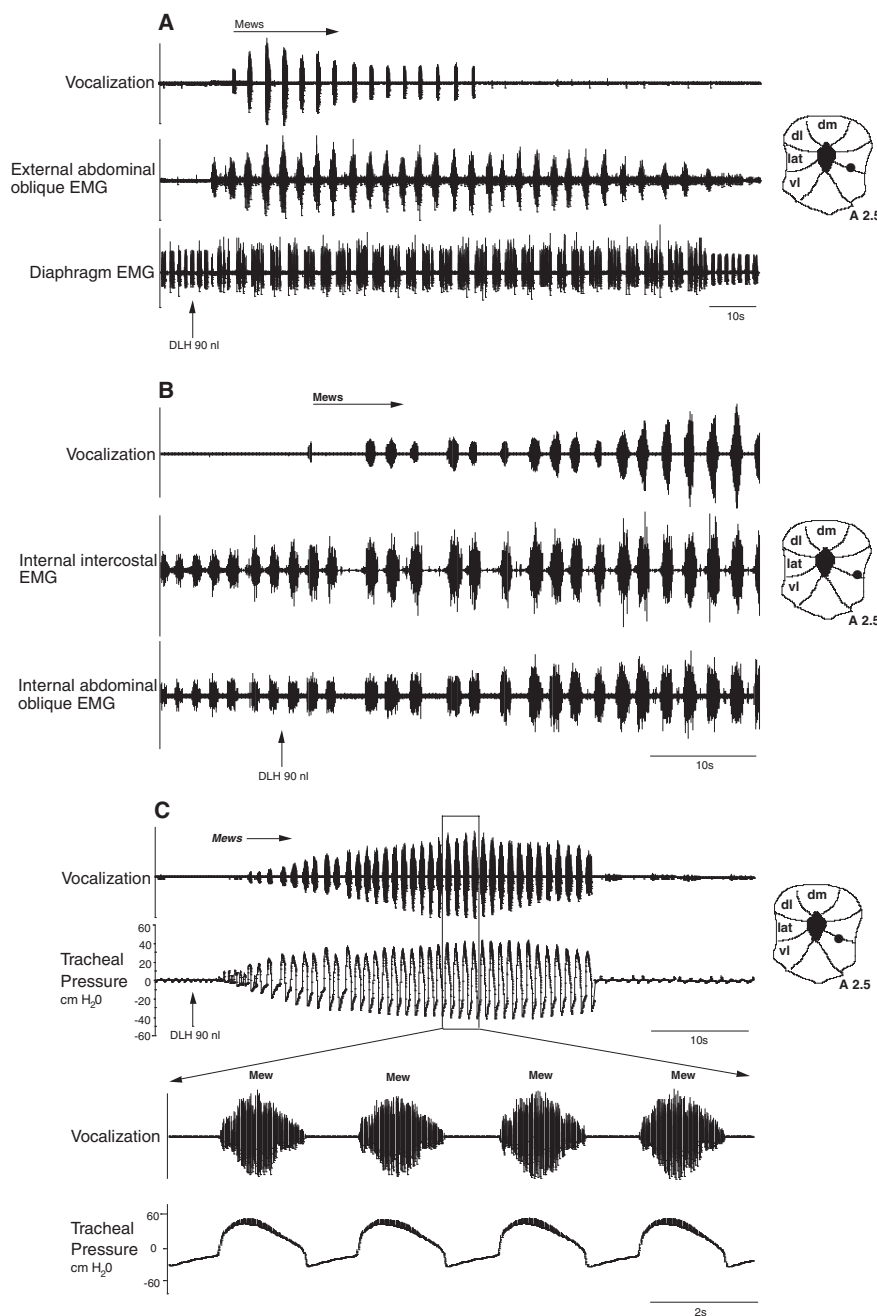 A
Mews
Vocalization
External abdominal
oblique EMG
Diaphragm EMG
10s
DLH 90 nl
dm
dl
lat
vl
A 2.5
B
Mews
Vocalization
Internal intercostal
EMG
Internal abdominal
oblique EMG
DLH 90 nl
10s
dm
dl
lat
vl
A 2.5
C
Mews
Vocalization
60
40
20
0
-20
-40
-60
Tracheal
Pressure
cm H₂0
DLH 90 nl
10s
dm
dl
lat
vl
A 2.5
Mew Mew Mew Mew
Vocalization
Tracheal
Pressure
cm H₂0
60
0
-60
2s